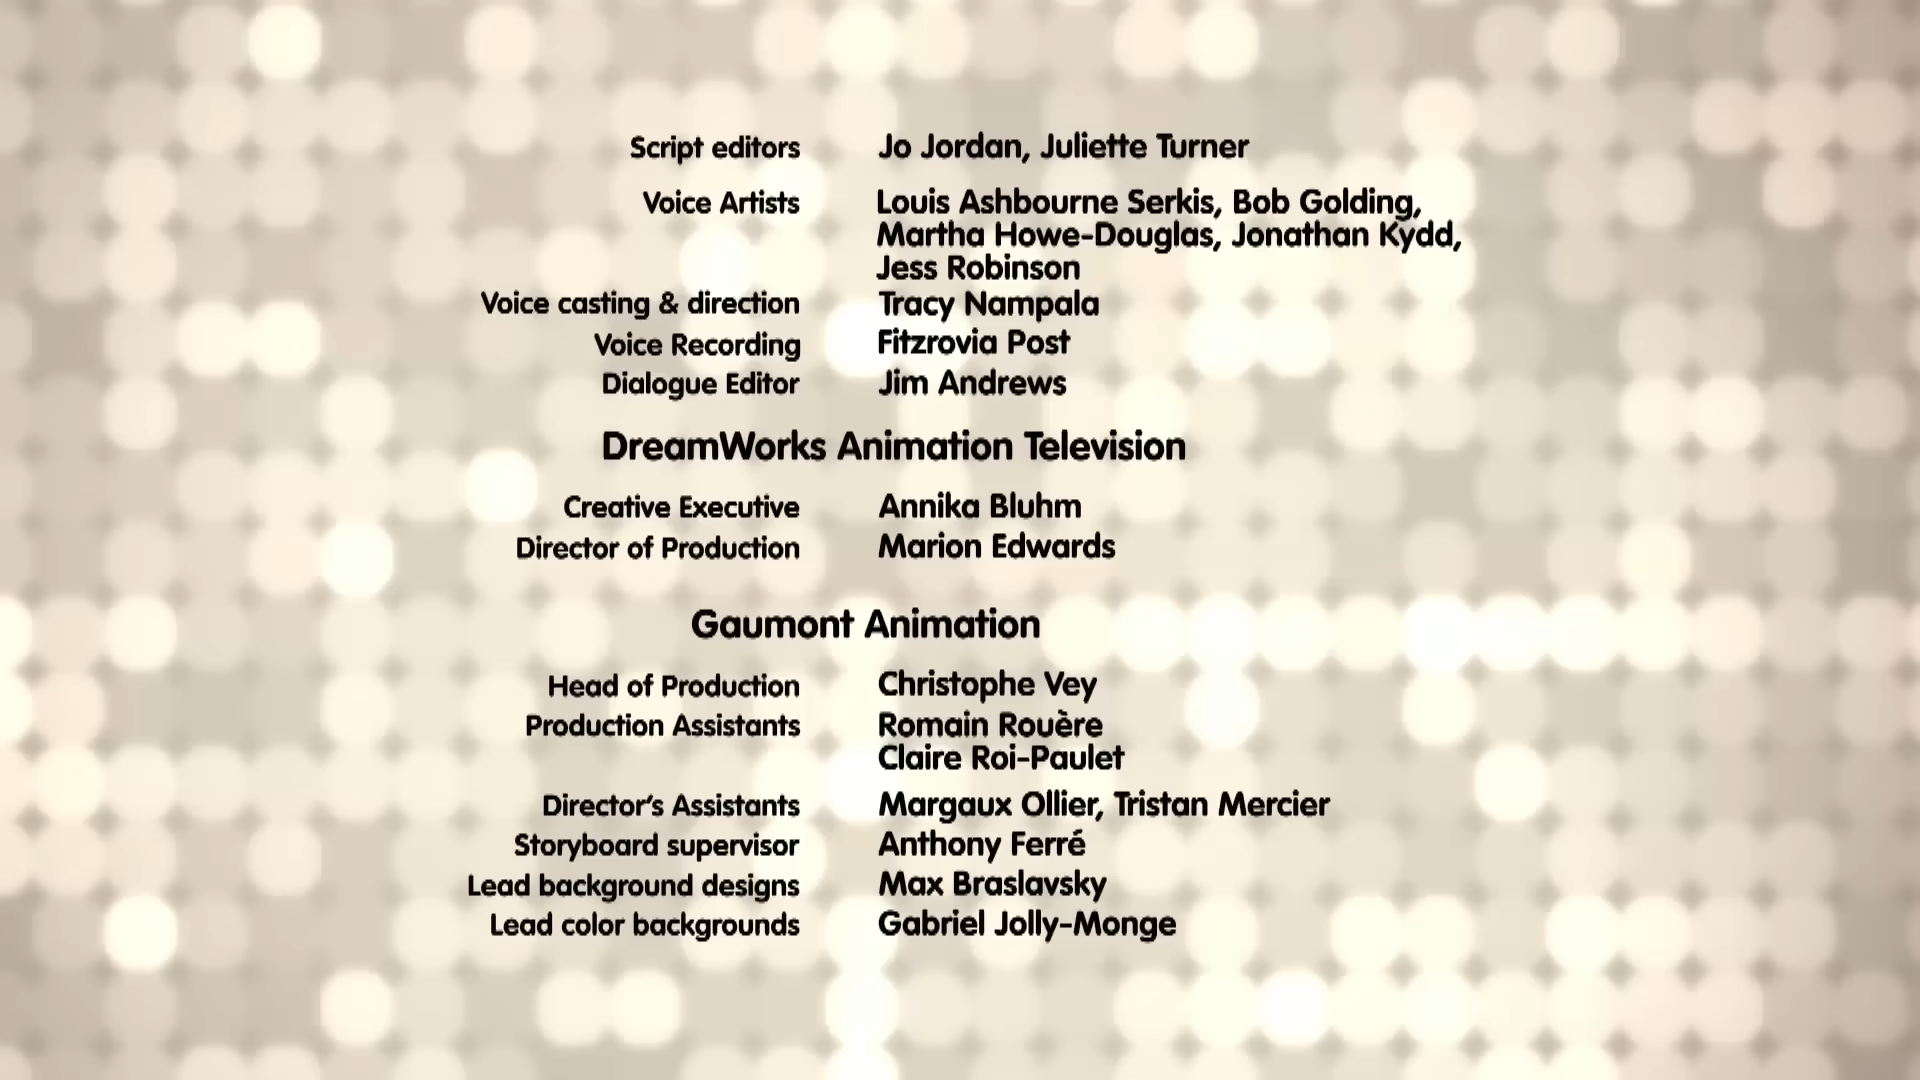 Script editors Jo Jordan, Juliette Turner
Voice Artists Louis Ashbourne Serkis, Bob Golding,
Martha Howe-Douglas, Jonathan Kydd,
Jess Robinson
Voice casting & direction Tracy Nampala
Voice Recording Fitzrovia Post
Dialogue Editor Jim Andrews
DreamWorks Animation Television
Creative Executive Annika Bluhm
Director of Production Marion Edwards
Gaumont Animation
Head of Production Christophe Vey
Production Assistants Romain Rouère
Claire Roi-Paulet
Director's Assistants Margaux Ollier, Tristan Mercier
Storyboard supervisor Anthony Ferré
Lead background designs Max Braslavsky
Lead color backgrounds Gabriel Jolly-Monge